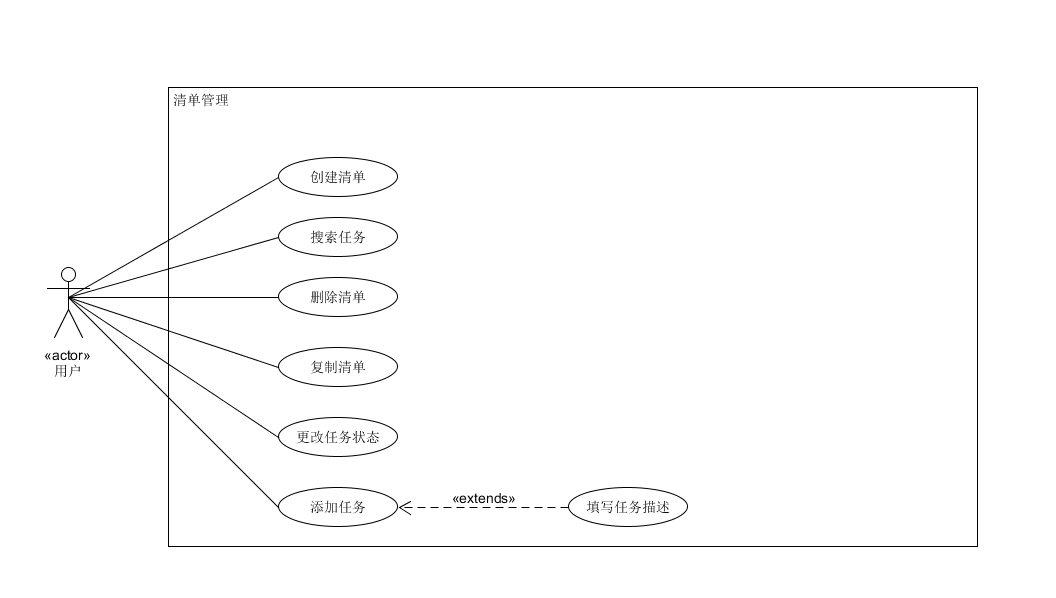 清单管理
创建清单
搜索任务
删除清单
«actor»
用户
复制清单
更改任务状态
添加任务
«extends»
填写任务描述